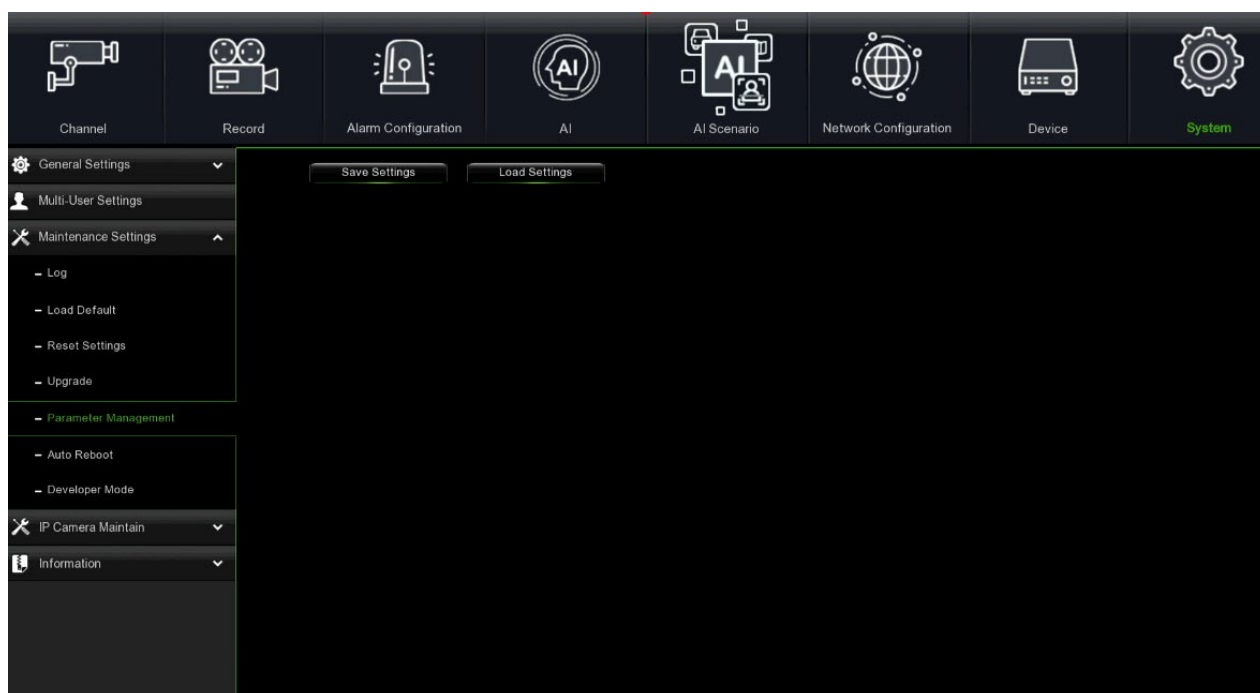 AI
AI
Channel
Record
Alarm Configuration
AI
AI Scenario
Network Configuration
Device
System
General Settings
Save Settings
Load Settings
Multi-User Settings
Maintenance Settings
– Log
– Load Default
– Reset Settings
– Upgrade
– Parameter Management
– Auto Reboot
– Developer Mode
IP Camera Maintain
Information